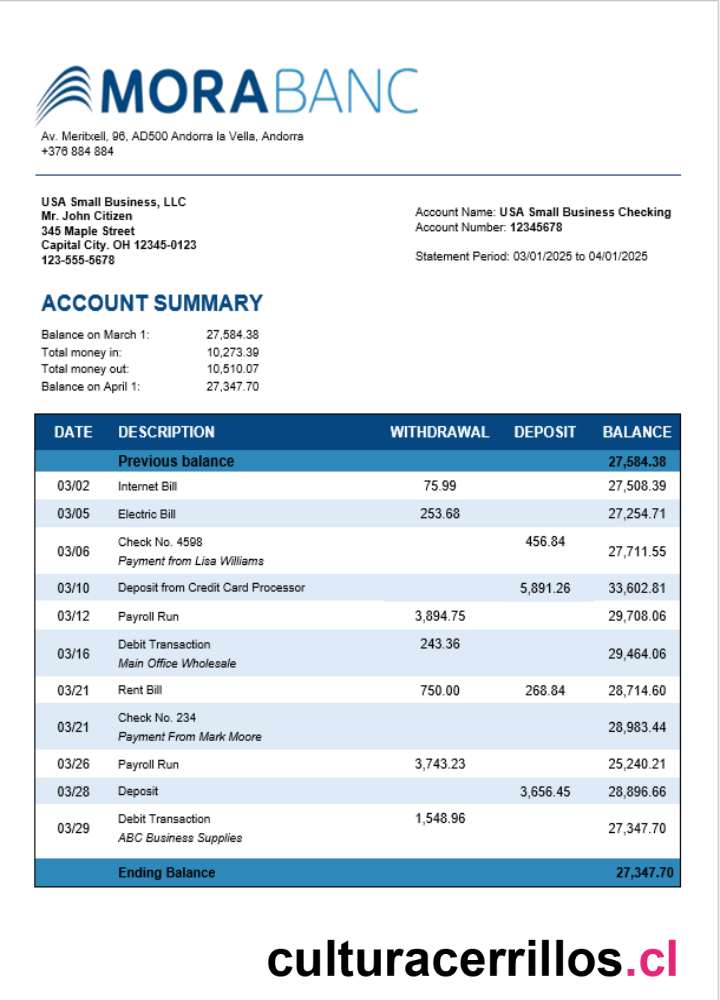 MORABANC
Av. Meritxell, 96, AD500 Andorra la Vella, Andorra
+376 884 884
USA Small Business, LLC
Mr. John Citizen
345 Maple Street
Capital City. OH 12345-0123
123-555-5678
Account Name: USA Small Business Checking
Account Number: 12345678
Statement Period: 03/01/2025 to 04/01/2025
ACCOUNT SUMMARY
Balance on March 1: 27,584.38
Total money in: 10,273.39
Total money out: 10,510.07
Balance on April 1: 27,347.70
DATE DESCRIPTION WITHDRAWAL DEPOSIT BALANCE
Previous balance 27,584.38
03/02 Internet Bill 75.99 27,508.39
03/05 Electric Bill 253.68 27,254.71
03/06 Check No. 4598 456.84 27,711.55
Payment from Lisa Williams
03/10 Deposit from Credit Card Processor 5,891.26 33,602.81
03/12 Payroll Run 3,894.75 29,708.06
03/16 Debit Transaction 243.36 29,464.06
Main Office Wholesale
03/21 Rent Bill 750.00 268.84 28,714.60
03/21 Check No. 234 28,983.44
Payment From Mark Moore
03/26 Payroll Run 3,743.23 25,240.21
03/28 Deposit 3,656.45 28,896.66
03/29 Debit Transaction 1,548.96 27,347.70
ABC Business Supplies
Ending Balance 27,347.70
culturacerrillos.cl